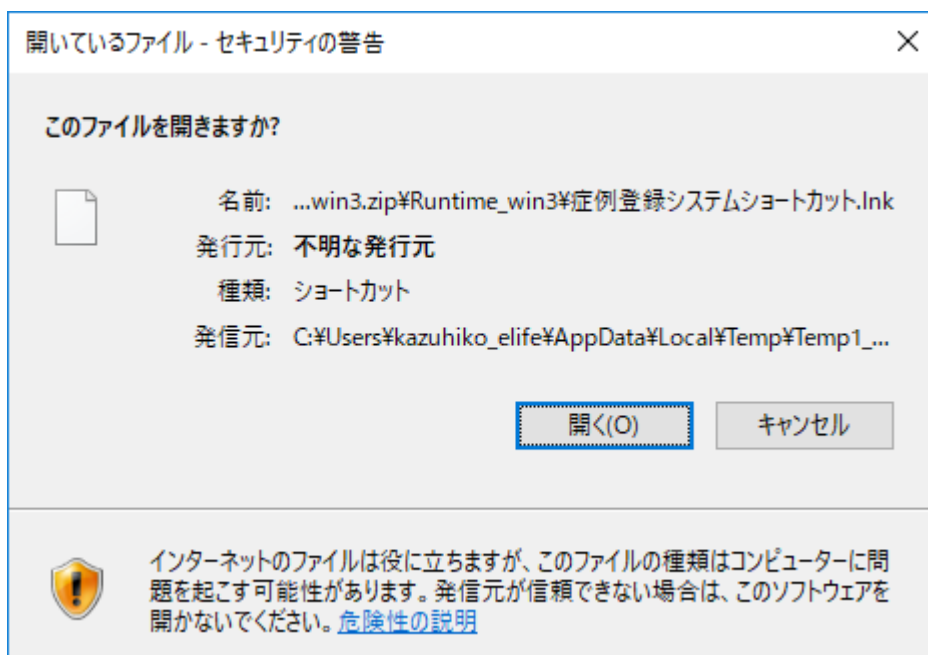 開いているファイル - セキュリティの警告
このファイルを開きますか?
名前: ...win3.zip¥Runtime_win3¥症例登録システムショートカット.lnk
発行元: 不明な発行元
種類: ショートカット
発信元: C:¥Users¥kazuhiko_elife¥AppData¥Local¥Temp¥Temp1_...
開く(O) キャンセル
インターネットのファイルは役に立ちますが、このファイルの種類はコンピューターに問
題を起こす可能性があります。発信元が信頼できない場合は、このソフトウェアを
開かないでください。危険性の説明